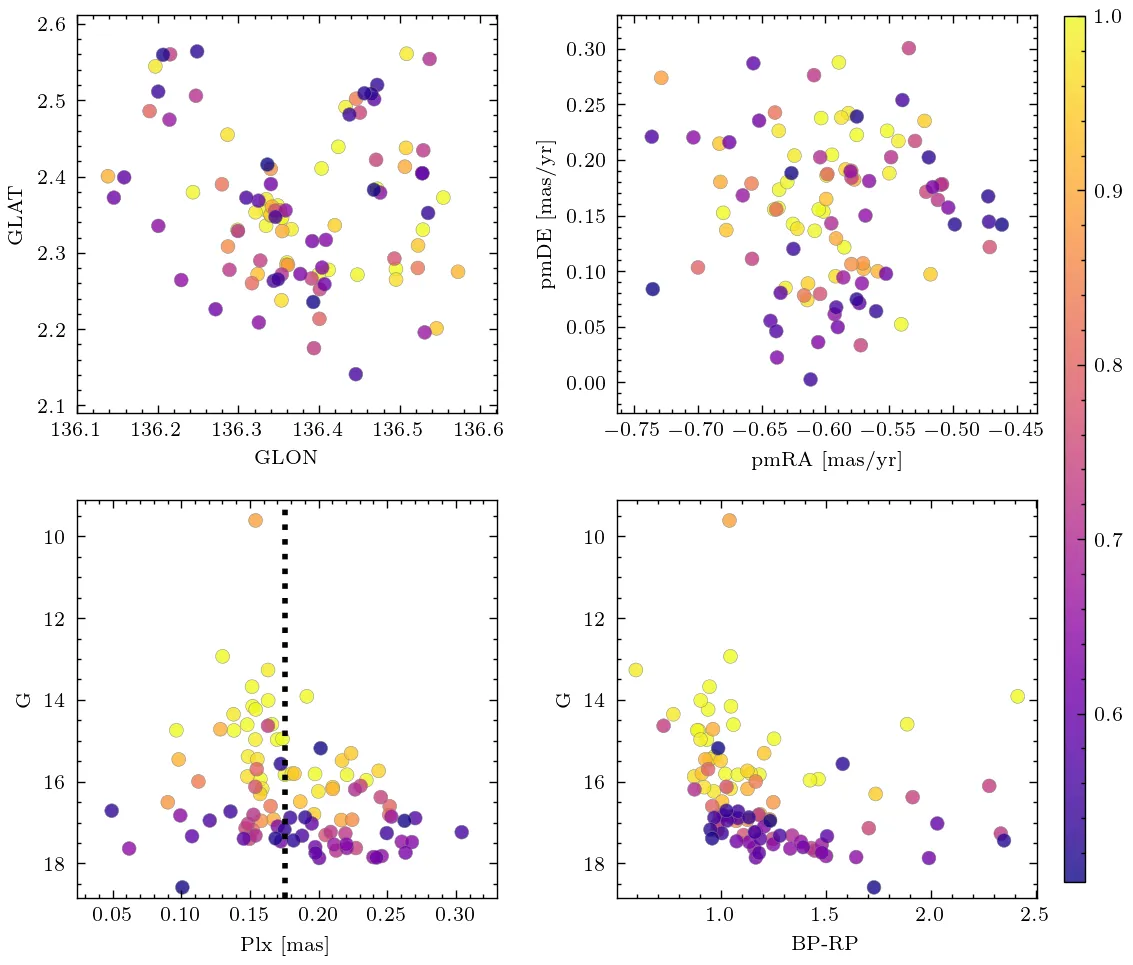 2.6
2.5
2.4
2.3
2.2
2.1
GLAT
136.1 136.2 136.3 136.4 136.5 136.6
GLON
0.30
0.25
0.20
0.15
0.10
0.05
0.00
pmDE [mas/yr]
−0.75 −0.70 −0.65 −0.60 −0.55 −0.50 −0.45
pmRA [mas/yr]
10
12
14
16
18
G
0.05 0.10 0.15 0.20 0.25 0.30
Plx [mas]
10
12
14
16
18
G
1.0 1.5 2.0 2.5
BP-RP
1.0
0.9
0.8
0.7
0.6